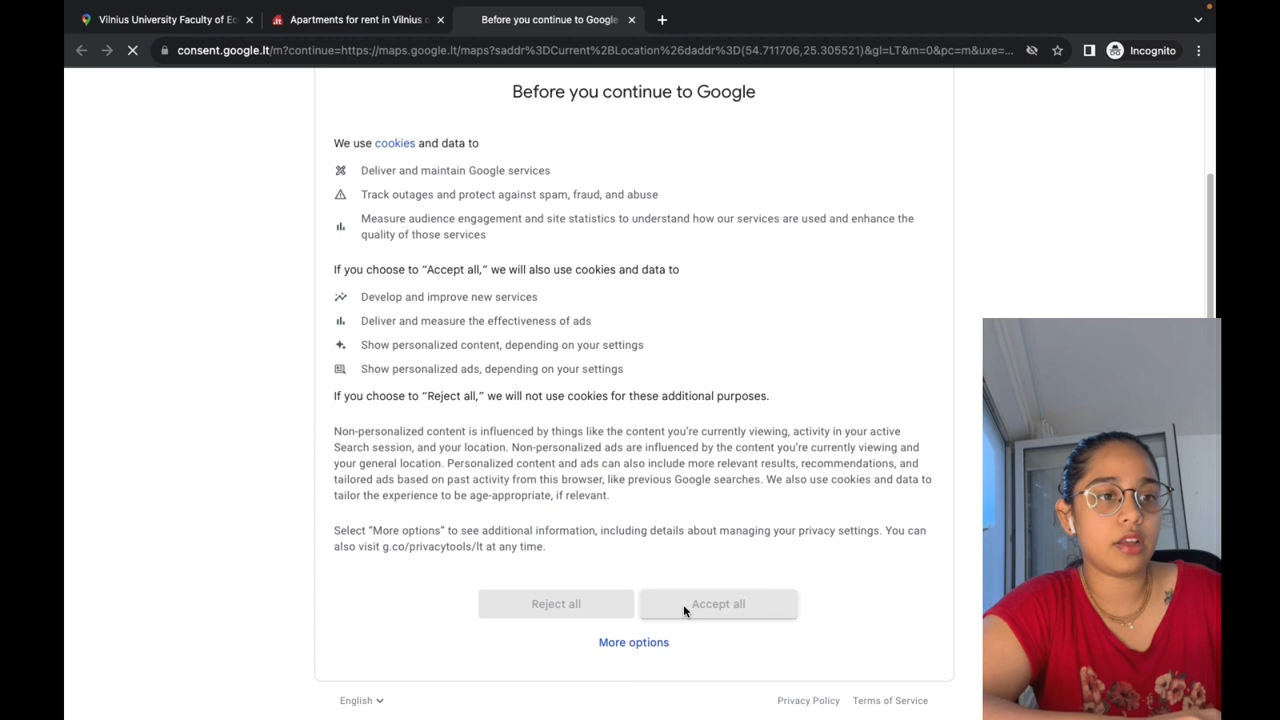 Vilnius University Faculty of Ec
Apartments for rent in Vilnius o
Before you continue to Google
consent.google.lt/m?continue=https://maps.google.lt/maps?saddr%3DCurrent%2BLocation%26daddr%3D(54.711706,25.305521)&gl=LT&m=0&pc=m&uxe=...
Incognito
Before you continue to Google
We use cookies and data to
Deliver and maintain Google services
Track outages and protect against spam, fraud, and abuse
Measure audience engagement and site statistics to understand how our services are used and enhance the
quality of those services
If you choose to “Accept all,” we will also use cookies and data to
Develop and improve new services
Deliver and measure the effectiveness of ads
Show personalized content, depending on your settings
Show personalized ads, depending on your settings
If you choose to “Reject all,” we will not use cookies for these additional purposes.
Non-personalized content is influenced by things like the content you’re currently viewing, activity in your active
Search session, and your location. Non-personalized ads are influenced by the content you’re currently viewing and
your general location. Personalized content and ads can also include more relevant results, recommendations, and
tailored ads based on past activity from this browser, like previous Google searches. We also use cookies and data to
tailor the experience to be age-appropriate, if relevant.
Select “More options” to see additional information, including details about managing your privacy settings. You can
also visit g.co/privacytools/lt at any time.
Reject all
Accept all
More options
English
Privacy Policy
Terms of Service